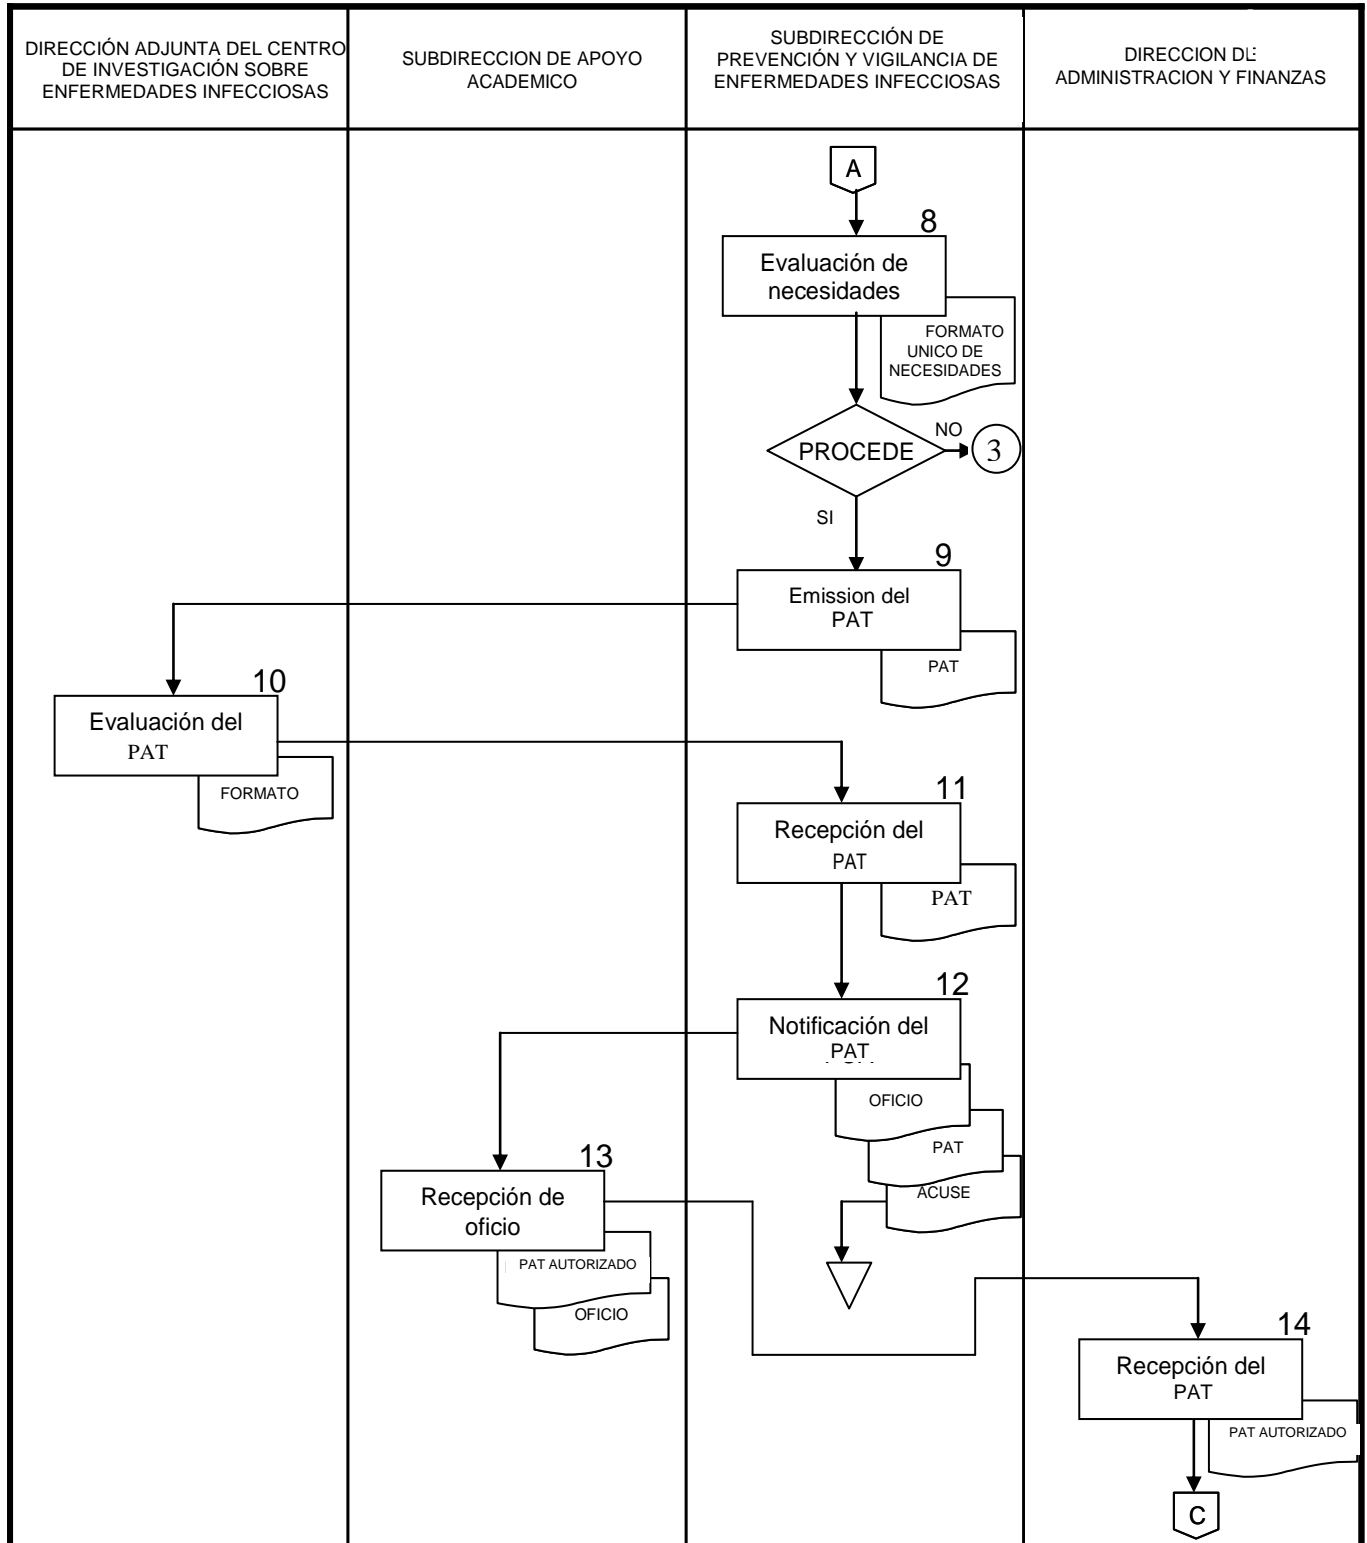 DIRECCIÓN ADJUNTA DEL CENTRO
DE INVESTIGACIÓN SOBRE
ENFERMEDADES INFECCIOSAS
SUBDIRECCION DE APOYO
ACADEMICO
SUBDIRECCIÓN DE
PREVENCIÓN Y VIGILANCIA DE
ENFERMEDADES INFECCIOSAS
DIRECCION DE
ADMINISTRACION Y FINANZAS
A
8
Evaluación de
necesidades
FORMATO
UNICO DE
NECESIDADES
PROCEDE
NO
3
SI
9
Emission del
PAT
PAT
10
Evaluación del
PAT
FORMATO
11
Recepción del
PAT
PAT
12
Notificación del
PAT
OFICIO
PAT
ACUSE
13
Recepción de
oficio
PAT AUTORIZADO
OFICIO
14
Recepción del
PAT
PAT AUTORIZADO
C